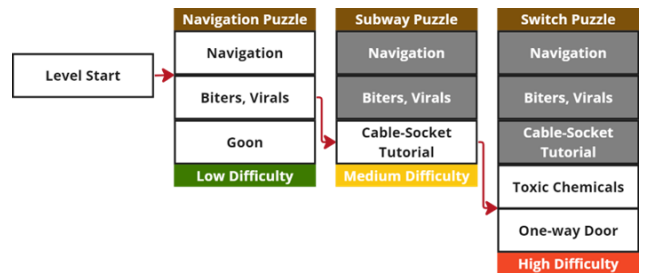 Level Start
Navigation Puzzle
Navigation
Biters, Virals
Goon
Low Difficulty
Subway Puzzle
Navigation
Biters, Virals
Cable-Socket
Tutorial
Medium Difficulty
Switch Puzzle
Navigation
Biters, Virals
Cable-Socket
Tutorial
Toxic Chemicals
One-way Door
High Difficulty